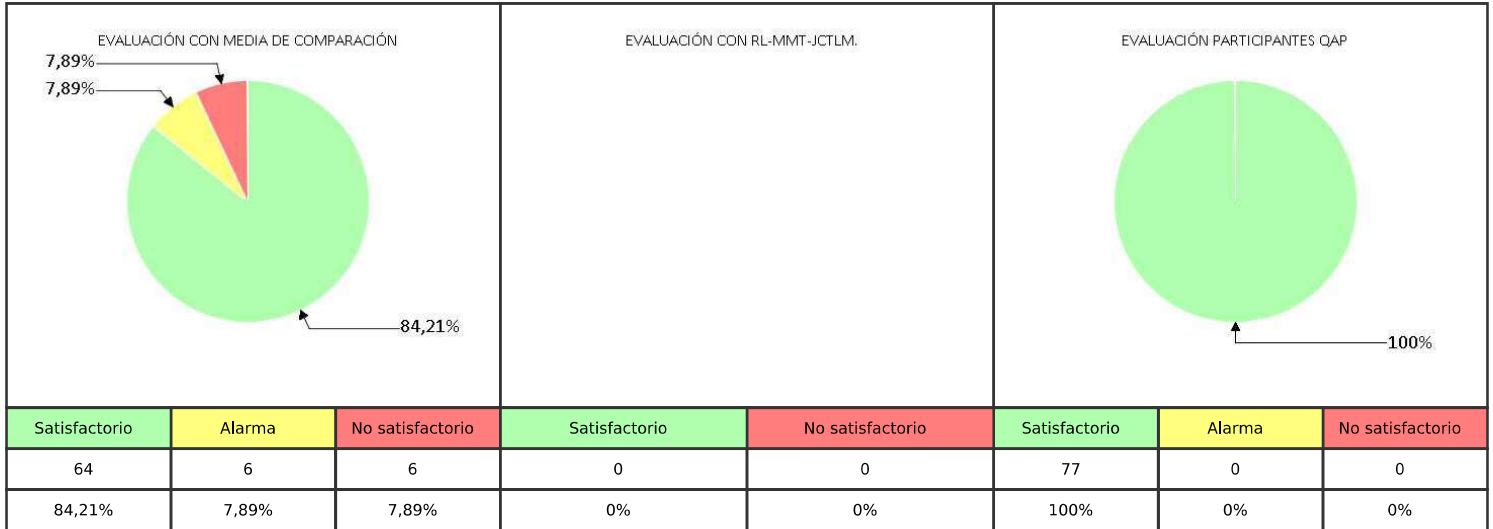 EVALUACIÓN CON MEDIA DE COMPARACIÓN
7,89%
7,89%
84,21%
EVALUACIÓN CON RL-MMT-JCTLM.
EVALUACIÓN PARTICIPANTES QAP
100%
Satisfactorio Alarma No satisfactorio Satisfactorio No satisfactorio Satisfactorio Alarma No satisfactorio
64 6 6 0 0 77 0 0
84,21% 7,89% 7,89% 0% 0% 100% 0% 0%